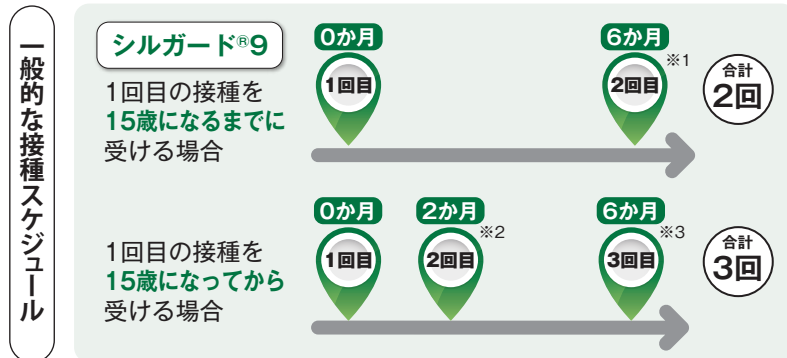 一般的な接種スケジュール
シルガード®9
1回目の接種を
15歳になるまでに
受ける場合
0か月
1回目
6か月
2回目
※1
合計
2回
1回目の接種を
15歳になってから
受ける場合
0か月
1回目
2か月
2回目
※2
6か月
3回目
※3
合計
3回